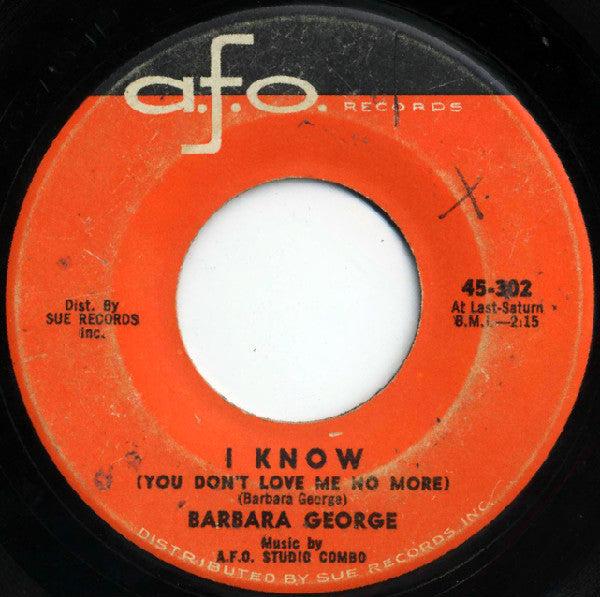 a.f.o. RECORDS
X
45-302
At Last-Saturn
B.M.I.—2:15
Dist. By
SUE RECORDS
Inc.
I KNOW
(YOU DON'T LOVE ME NO MORE)
(Barbara George)
BARBARA GEORGE
Music by
A.F.O. STUDIO COMBO
DISTRIBUTED BY SUE RECORDS, INC.